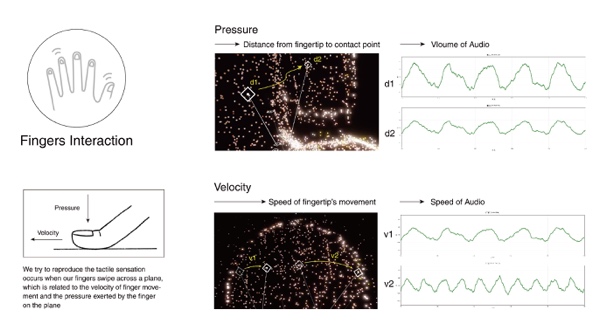 Pressure
Distance from fingertip to contact point
Vloume of Audio
d1
d2
d1
d2
Fingers Interaction
Pressure
Velocity
We try to reproduce the tactile sensation
occurs when our fingers swipe across a plane,
which is related to the velocity of finger move-
ment and the pressure exerted by the finger
on the plane
Velocity
Speed of fingertip's movement
Speed of Audio
v1
v2
v1
v2